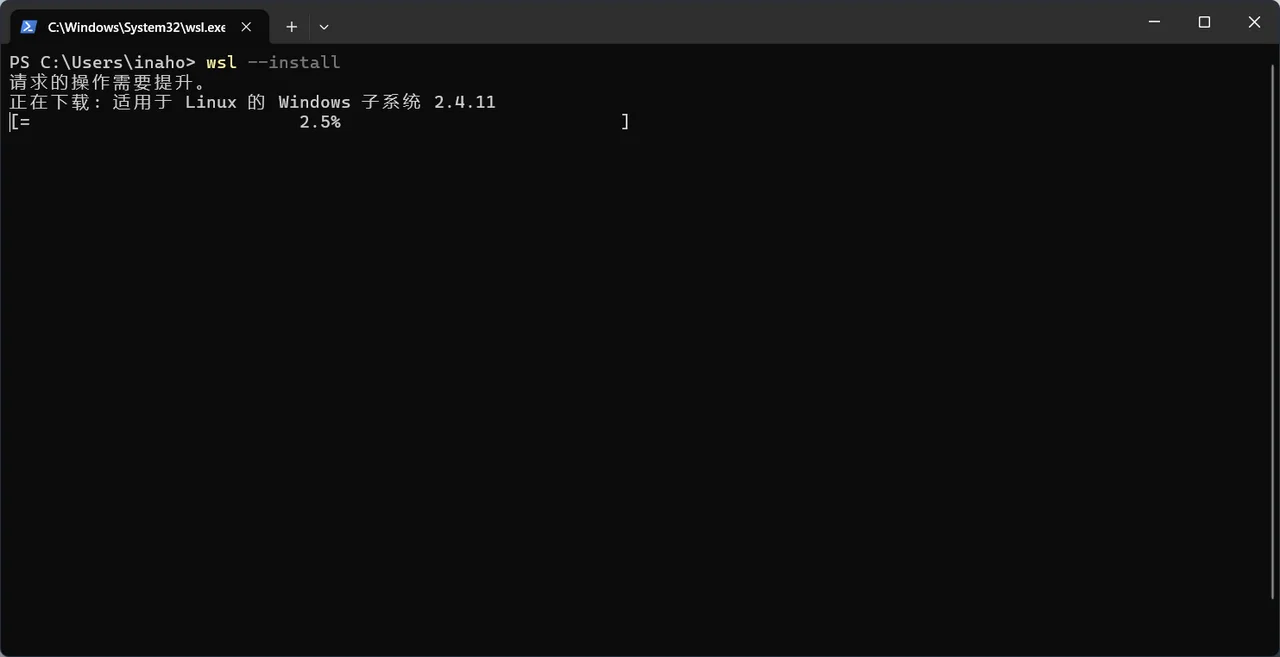 C:\Windows\System32\wsl.exe
PS C:\Users\inaho> wsl --install
请求的操作需要提升。
正在下载: 适用于 Linux 的 Windows 子系统 2.4.11
[=                          2.5%                           ]